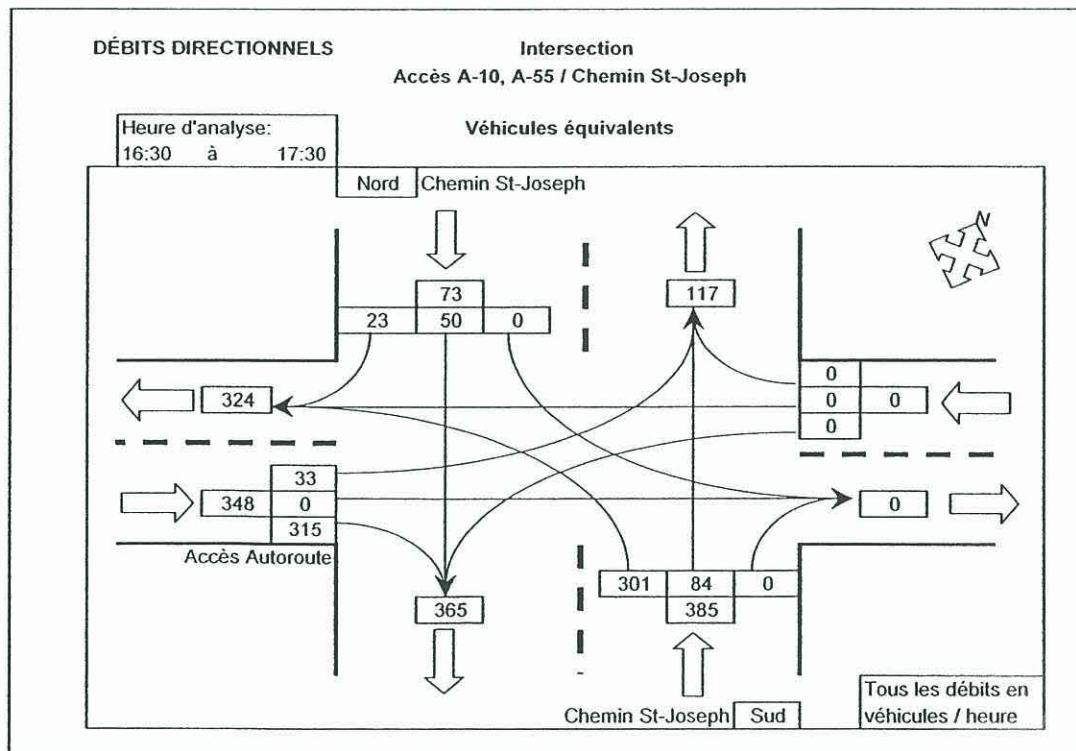 DÉBITS DIRECTIONNELS
Intersection
Accès A-10, A-55 / Chemin St-Joseph
Heure d'analyse:
16:30 à 17:30
Véhicules équivalents
Nord Chemin St-Joseph
N
73
117
23 50 0
0
324
0 0
0
33
348 0
0
315
Accès Autoroute
301 84 0
365
385
Chemin St-Joseph Sud
Tous les débits en
véhicules / heure